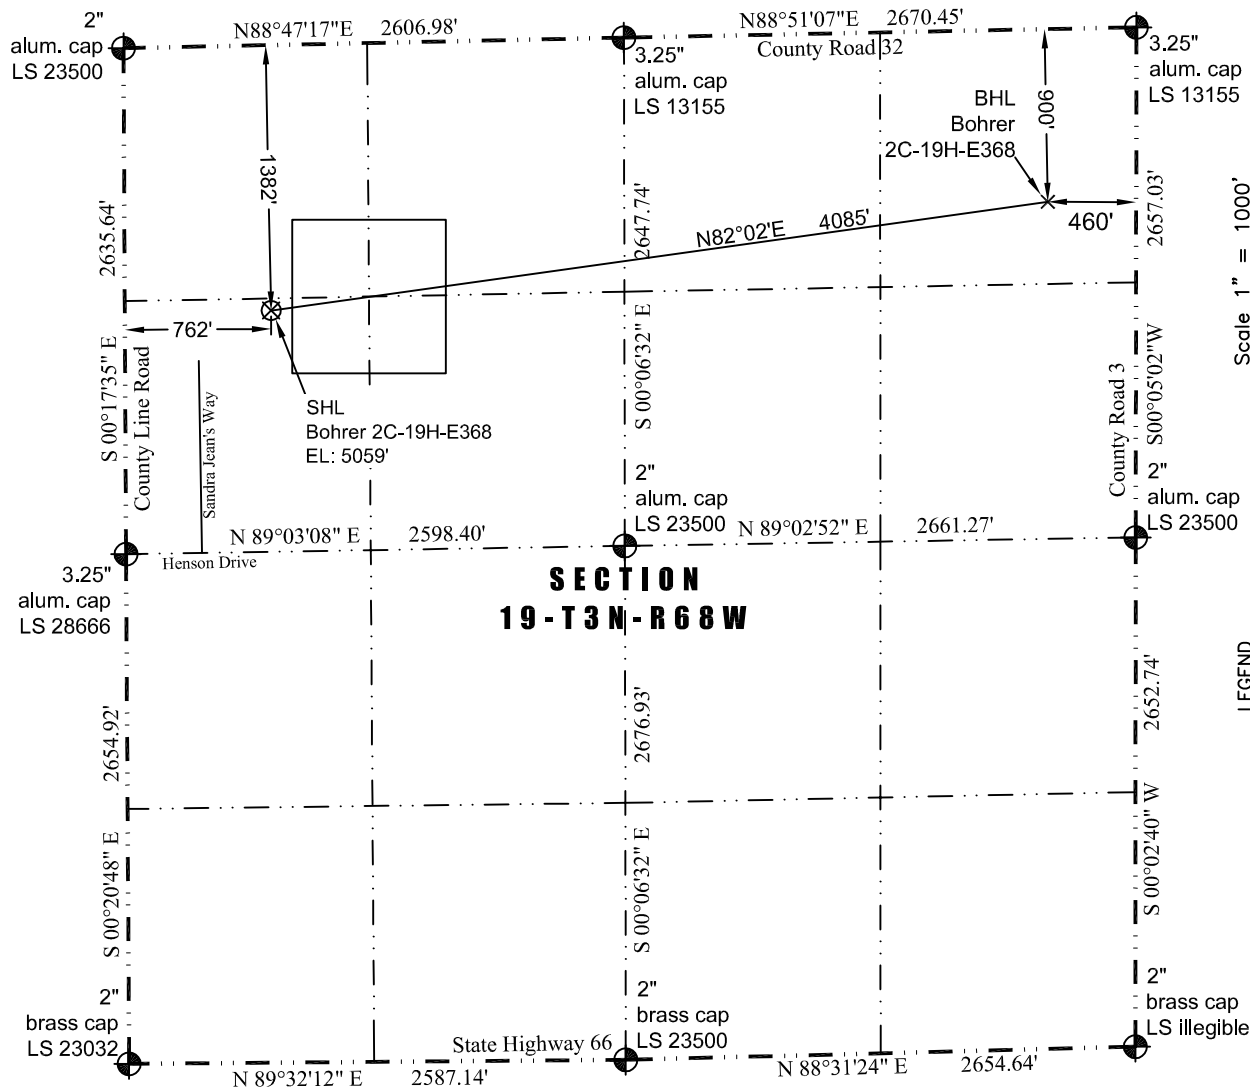 2"
alum. cap
LS 23500
N88°47'17"E 2606.98'
N88°51'07"E 2670.45'
County Road 32
3.25"
alum. cap
LS 13155
3.25"
alum. cap
LS 13155
BHL
Bohrer
2C-19H-E368
900'
1382'
460'
762'
N82°02'E 4085'
2635.64'
2647.74'
2657.03'
Scale 1" = 1000'
S 00°17'35" E
County Line Road
Sandra Jean's Way
SHL
Bohrer 2C-19H-E368
EL: 5059'
S 00°06'32" E
County Road 3
S00°05'02"W
2"
alum. cap
LS 23500
2"
alum. cap
LS 23500
N 89°03'08" E 2598.40'
N 89°02'52" E 2661.27'
Henson Drive
3.25"
alum. cap
LS 28666
SECTION
19-T3N-R68W
LEGEND
2654.92'
2676.93'
2652.74'
S 00°20'48" E
S 00°06'32" E
S 00°02'40" W
2"
brass cap
LS 23032
2"
brass cap
LS 23500
2"
brass cap
LS illegible
State Highway 66
N 89°32'12" E 2587.14'
N 88°31'24" E 2654.64'